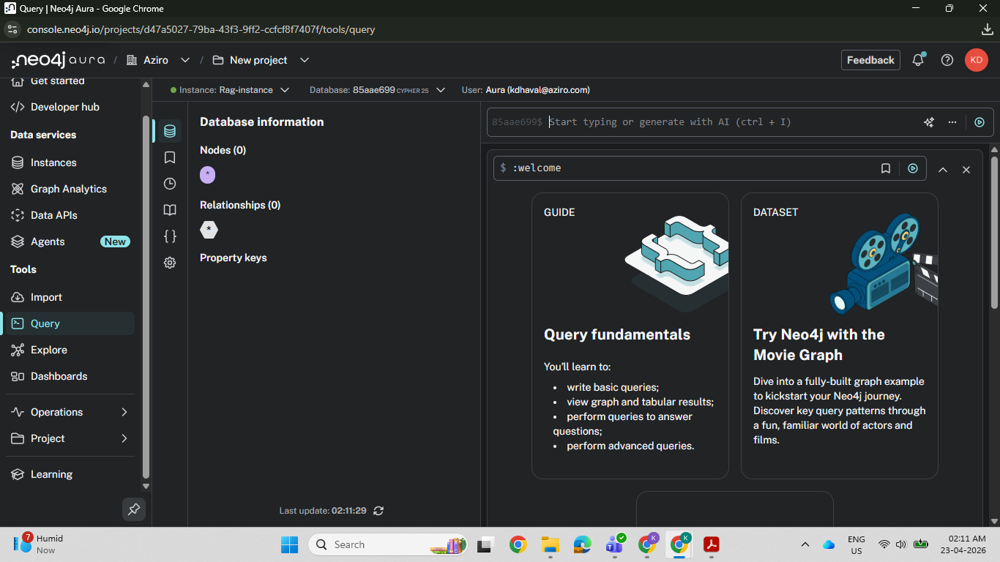 Query | Neo4j Aura - Google Chrome
console.neo4j.io/projects/d47a5027-79ba-43f3-9ff2-ccfcf8f7407f/tools/query
neo4j aura / Aziro / New project
Feedback
KD
Get started
Developer hub
Data services
Instances
Graph Analytics
Data APIs
Agents New
Tools
Import
Query
Explore
Dashboards
Operations
Project
Learning
Instance: Rag-instance Database: 85aae699 CYPHER 25 User: Aura (kdhaval@aziro.com)
Database information
Nodes (0)
*
Relationships (0)
*
Property keys
Last update: 02:11:29
85aae699$ Start typing or generate with AI (ctrl + I)
$ :welcome
GUIDE
Query fundamentals
You'll learn to:
• write basic queries;
• view graph and tabular results;
• perform queries to answer
questions;
• perform advanced queries.
DATASET
Try Neo4j with the
Movie Graph
Dive into a fully-built graph example
to kickstart your Neo4j journey.
Discover key query patterns through
a fun, familiar world of actors and
films.
7
Humid
Now
Search
K
K
ENG
US
02:11 AM
23-04-2026